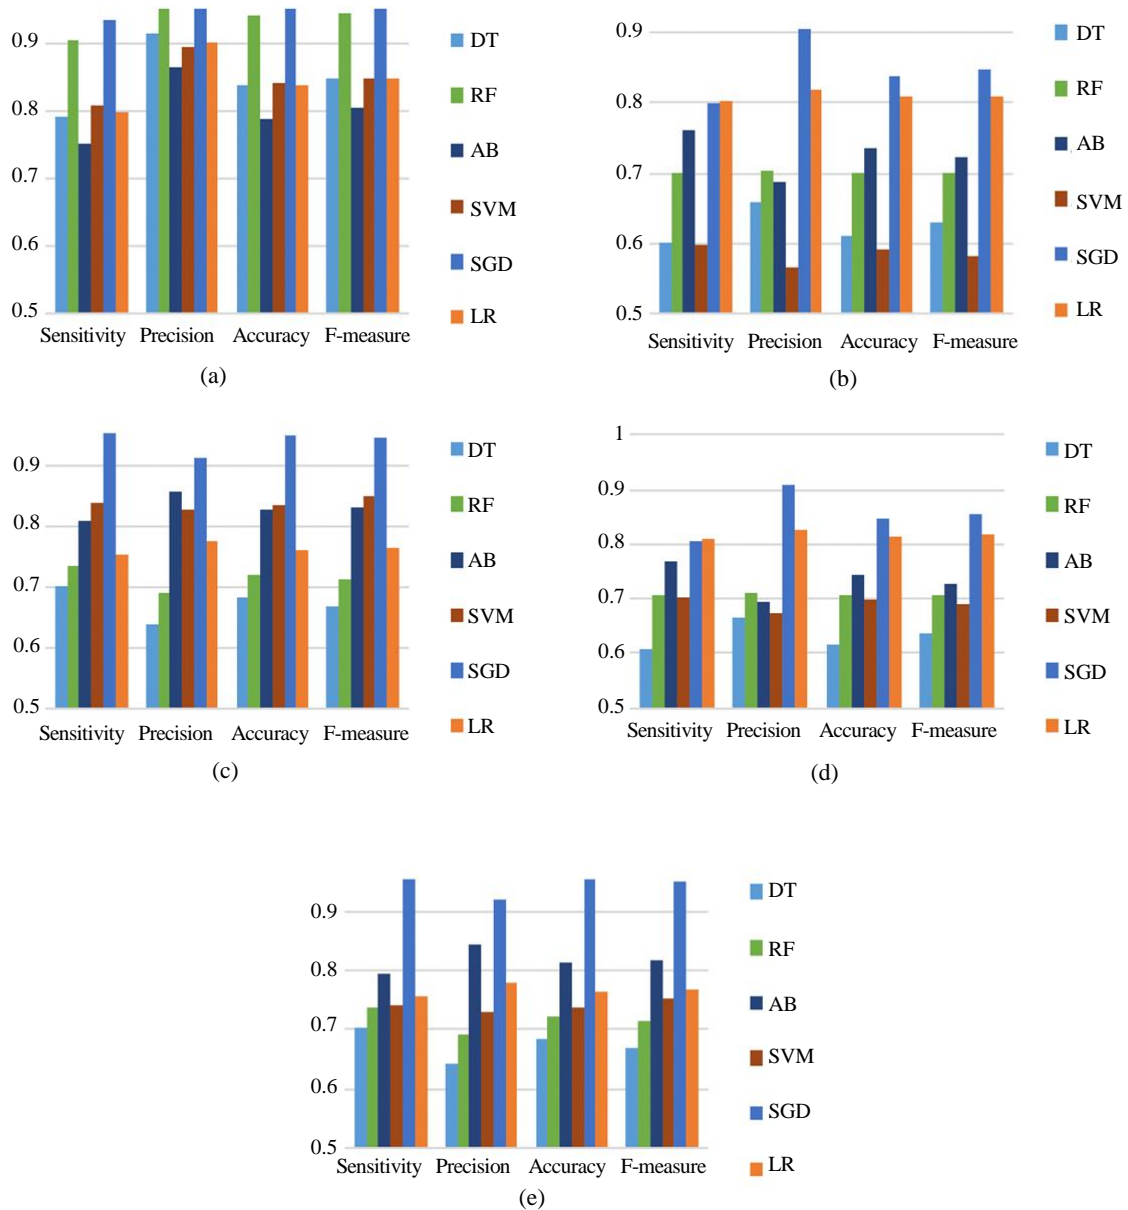 0.9
0.8
0.7
0.6
0.5
Sensitivity Precision Accuracy F-measure
DT
RF
AB
SVM
SGD
LR
(a)
0.9
0.8
0.7
0.6
0.5
Sensitivity Precision Accuracy F-measure
DT
RF
AB
SVM
SGD
LR
(b)
0.9
0.8
0.7
0.6
0.5
Sensitivity Precision Accuracy F-measure
DT
RF
AB
SVM
SGD
LR
(c)
1
0.9
0.8
0.7
0.6
0.5
Sensitivity Precision Accuracy F-measure
DT
RF
AB
SVM
SGD
LR
(d)
0.9
0.8
0.7
0.6
0.5
Sensitivity Precision Accuracy F-measure
DT
RF
AB
SVM
SGD
LR
(e)